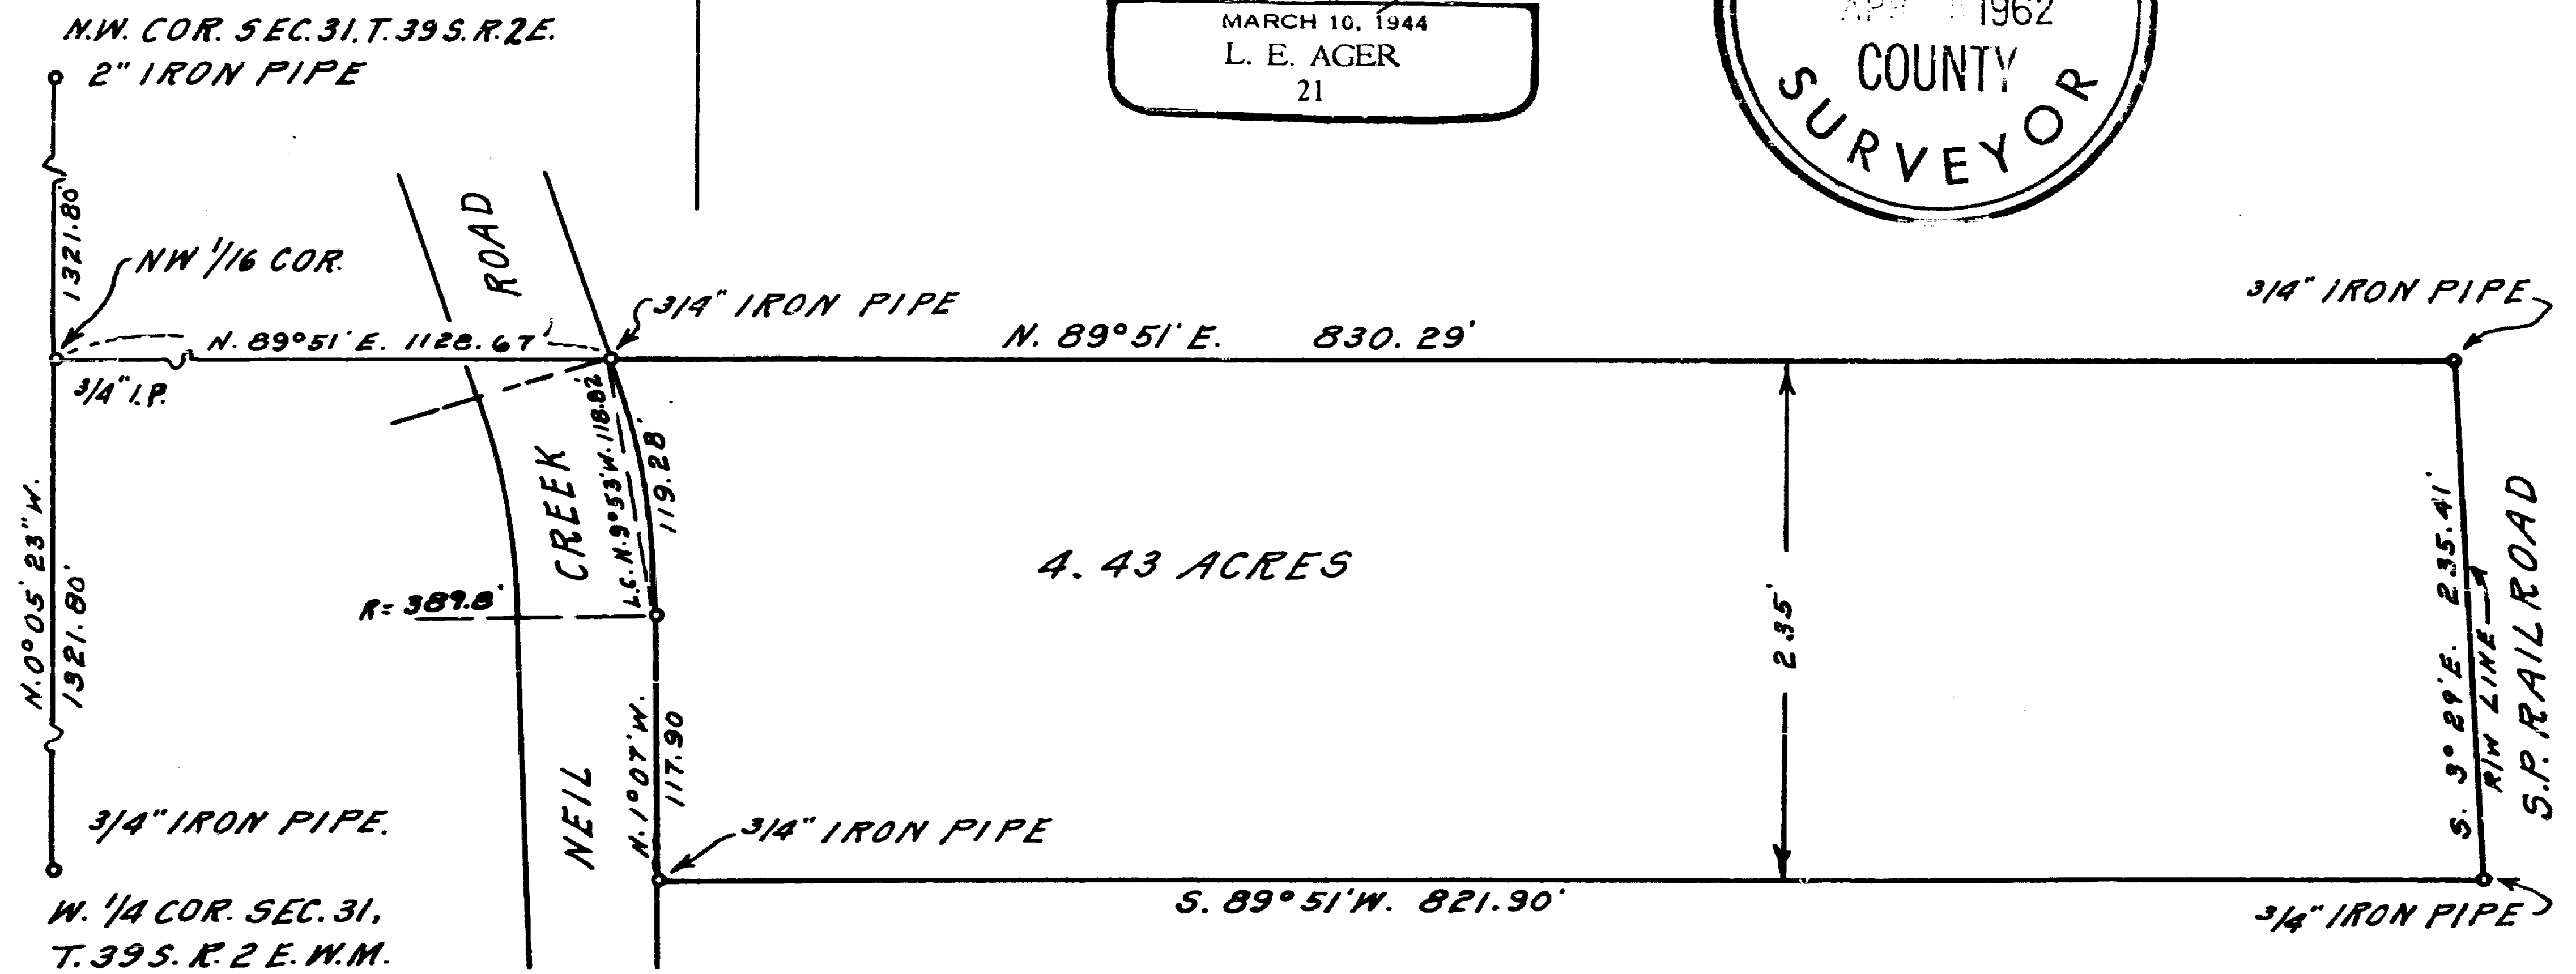 N.W. COR. SEC. 31, T. 39 S. R. 2 E.
2" IRON PIPE
MARCH 10, 1944
L. E. AGER
21
1962
COUNTY
SURVEYOR
1321.80'
NW 1/16 COR.
ROAD
3/4" IRON PIPE
3/4" IRON PIPE
N. 89°51' E. 1128.67'
N. 89°51' E. 830.29'
3/4" I.P.
L.C. N. 9°53' W. 118.82'
119.28'
CREEK
4.43 ACRES
R = 389.8'
235'
N. 0°05' 23" W.
1321.80'
S. 3° 29' E. 235.41'
R/W LINE
S.P. RAILROAD
N. 1°07' W.
117.90
NEIL
3/4" IRON PIPE.
3/4" IRON PIPE
S. 89°51' W. 821.90'
3/4" IRON PIPE
W. 1/4 COR. SEC. 31,
T. 39 S. R. 2 E. W.M.